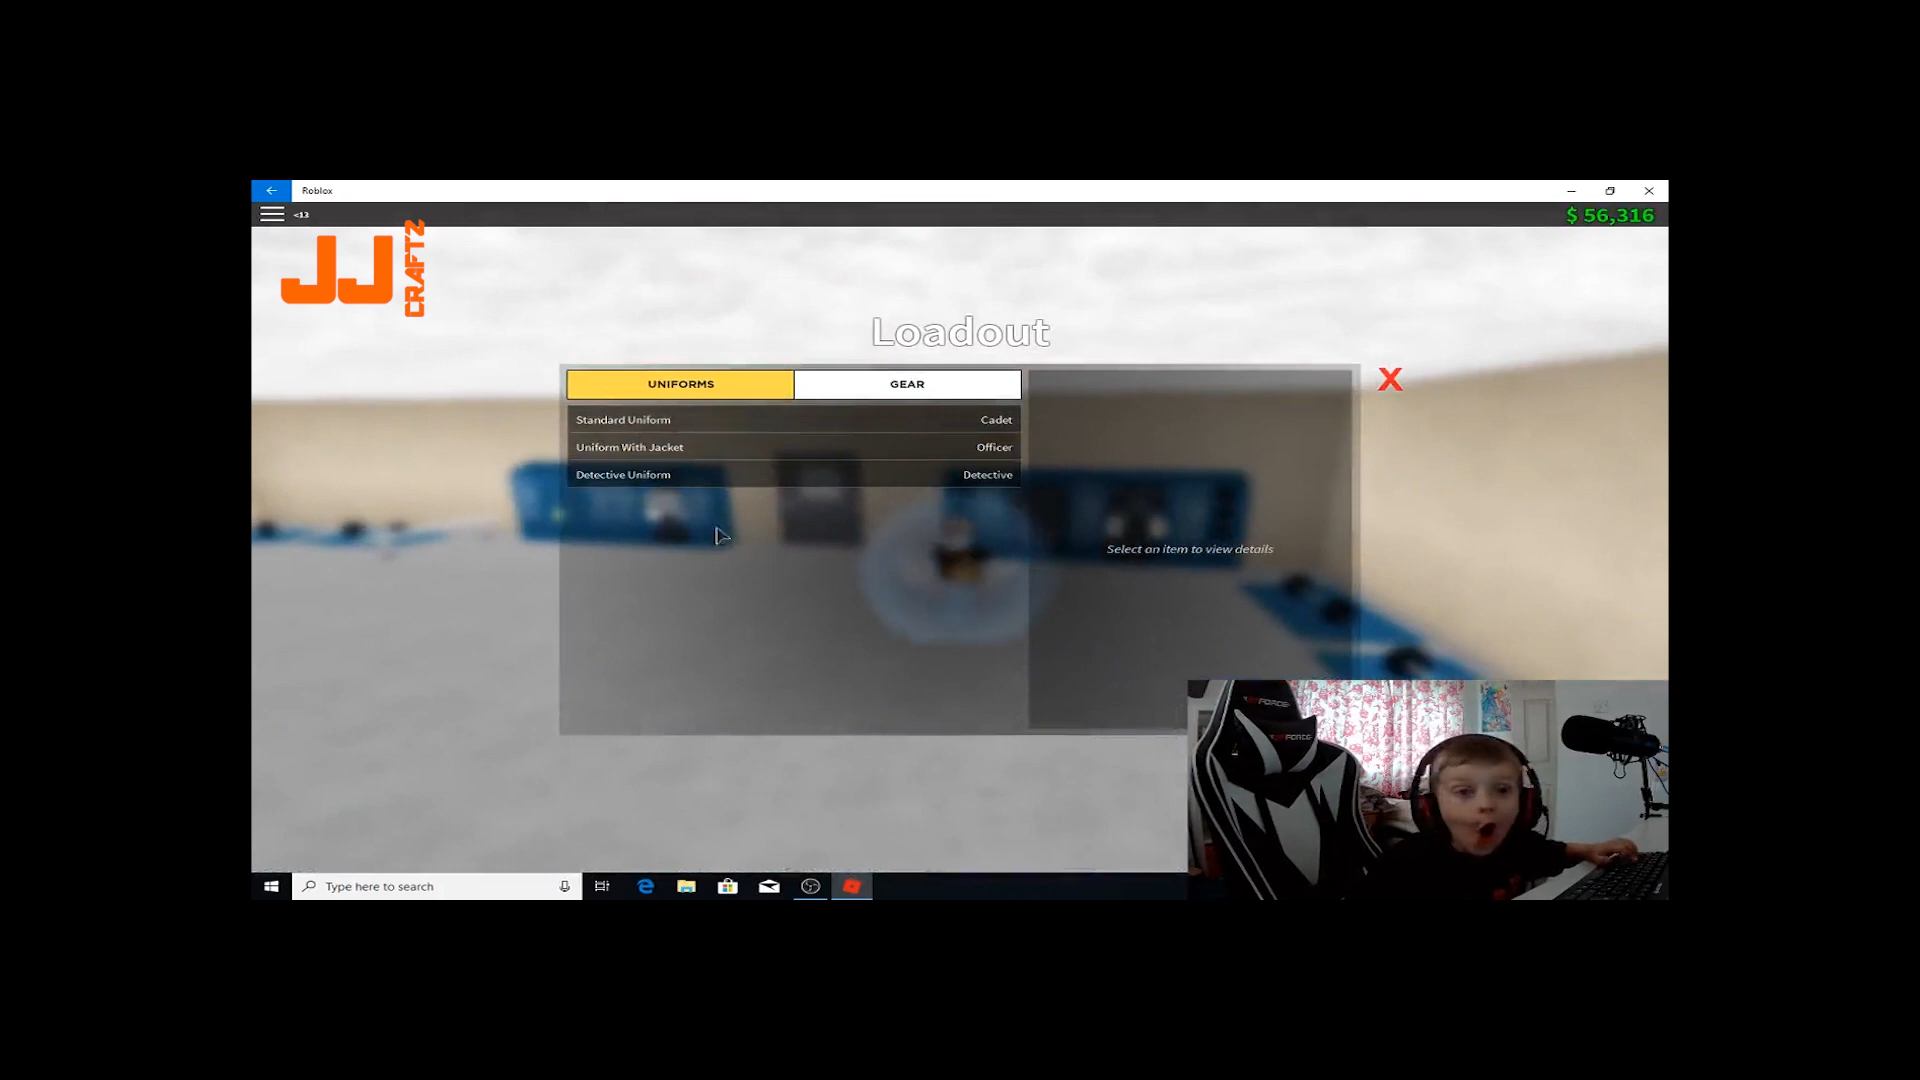 Roblox
<13
$ 56,316
JJ CRAFTZ
Loadout
UNIFORMS GEAR
Standard Uniform Cadet
Uniform With Jacket Officer
Detective Uniform Detective
X
Select an item to view details
Type here to search